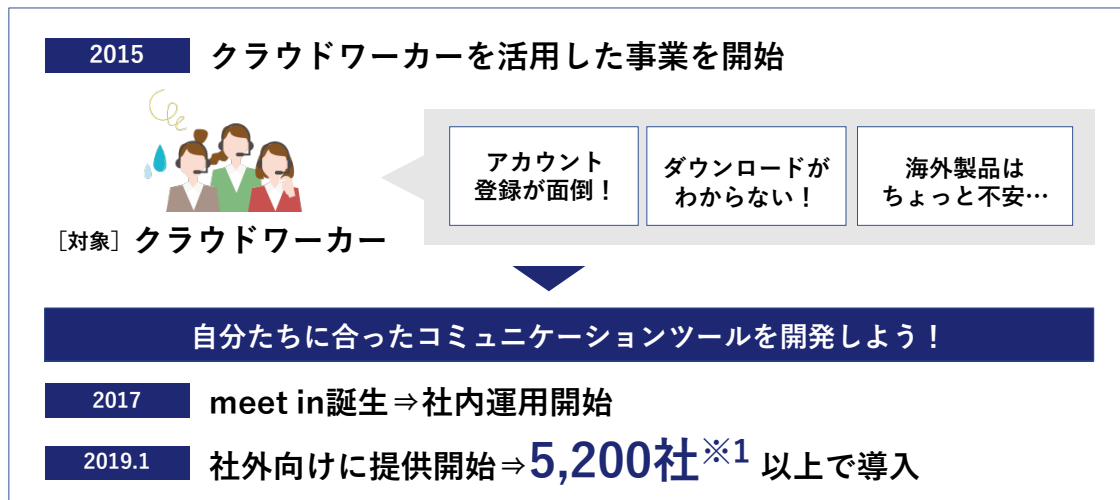 2015 クラウドワーカーを活用した事業を開始
アカウント
登録が面倒！
ダウンロードが
わからない！
海外製品は
ちょっと不安…
［対象］クラウドワーカー
自分たちに合ったコミュニケーションツールを開発しよう！
2017 meet in誕生⇒社内運用開始
2019.1 社外向けに提供開始⇒5,200社※1 以上で導入